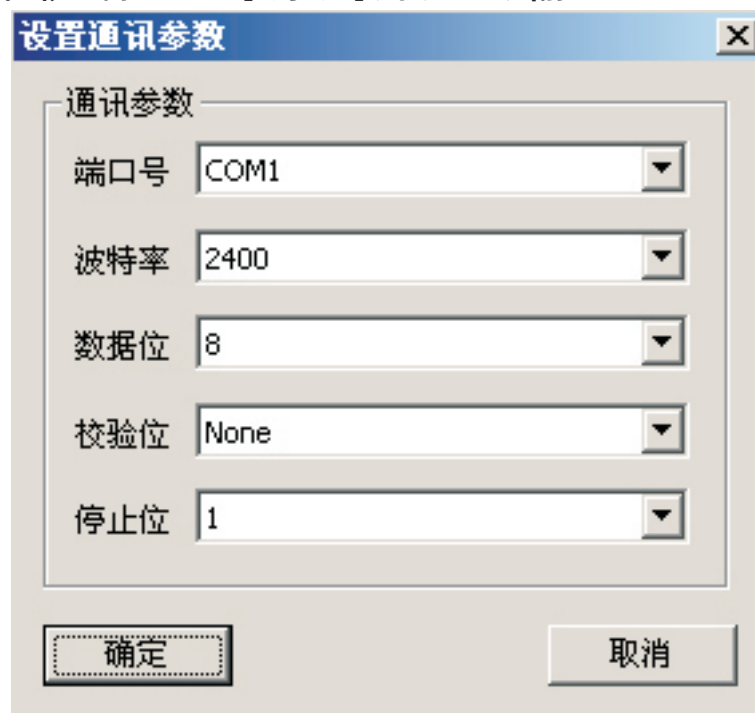 设置通讯参数
通讯参数
端口号 COM1
波特率 2400
数据位 8
校验位 None
停止位 1
确定 取消